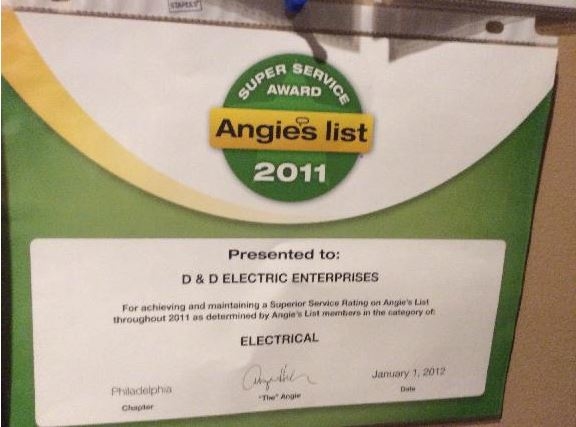 STAPLES
SUPER SERVICE
AWARD
Angie's list
2011
Presented to:
D & D ELECTRIC ENTERPRISES
For achieving and maintaining a Superior Service Rating on Angie's List
throughout 2011 as determined by Angie's List members in the category of:
ELECTRICAL
Philadelphia
Chapter
"The" Angie
January 1, 2012
Date